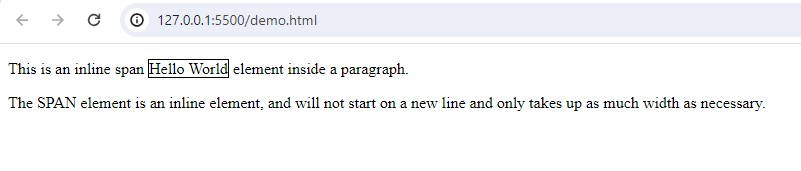 127.0.0.1:5500/demo.html
This is an inline span Hello World element inside a paragraph.
The SPAN element is an inline element, and will not start on a new line and only takes up as much width as necessary.